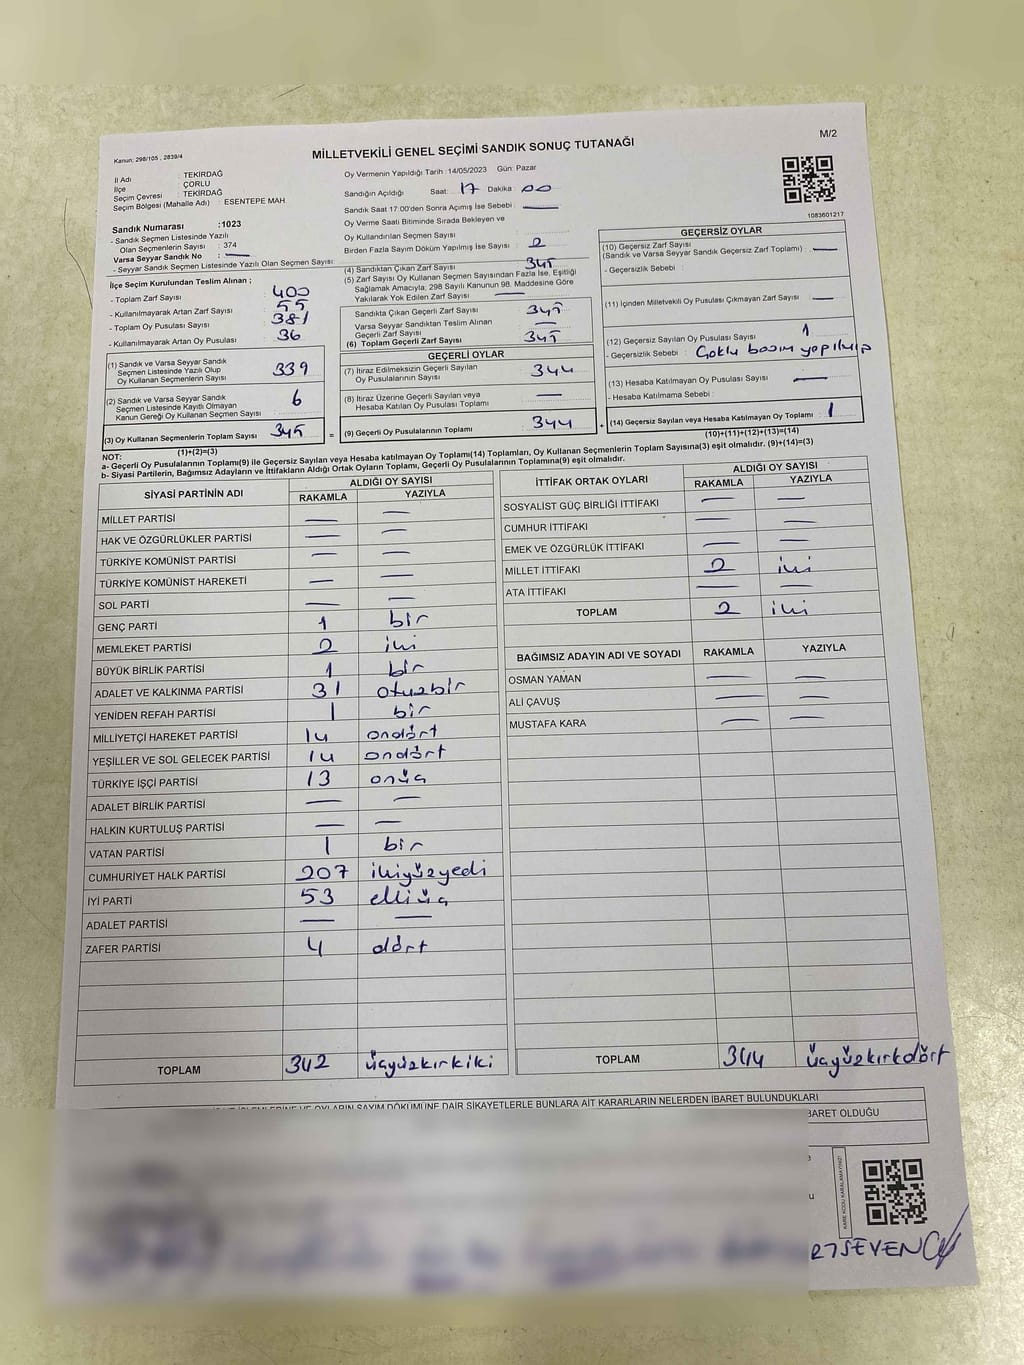 M/2
Kanun: 298/105 , 2839/4
MİLLETVEKİLİ GENEL SEÇİMİ SANDIK SONUÇ TUTANAĞI
İl Adı : TEKİRDAĞ
İlçe : ÇORLU
Seçim Çevresi : TEKİRDAĞ
Seçim Bölgesi (Mahalle Adı) : ESENTEPE MAH
Sandık Numarası :1023
- Sandık Seçmen Listesinde Yazılı
Olan Seçmenlerin Sayısı : 374
Varsa Seyyar Sandık No : —
- Seyyar Sandık Seçmen Listesinde Yazılı Olan Seçmen Sayısı:
İlçe Seçim Kurulundan Teslim Alınan ;
- Toplam Zarf Sayısı : 400
- Kullanılmayarak Artan Zarf Sayısı : 55
- Toplam Oy Pusulası Sayısı : 381
- Kullanılmayarak Artan Oy Pusulası : 36
(1) Sandık ve Varsa Seyyar Sandık
Seçmen Listesinde Yazılı Olup
Oy Kullanan Seçmenlerin Sayısı : 339
(2) Sandık ve Varsa Seyyar Sandık
Seçmen Listesinde Kayıtlı Olmayan
Kanun Gereği Oy Kullanan Seçmen Sayısı : 6
(3) Oy Kullanan Seçmenlerin Toplam Sayısı 345
(1)+(2)=(3)
Oy Vermenin Yapıldığı Tarih :14/05/2023 Gün: Pazar
Sandığın Açıldığı Saat: 17 Dakika : 00
Sandık Saat 17.00'den Sonra Açımış İse Sebebi : —
Oy Verme Saati Bitiminde Sırada Bekleyen ve
Oy Kullandırılan Seçmen Sayısı :
Birden Fazla Sayım Döküm Yapılmış İse Sayısı : 2
(4) Sandıktan Çıkan Zarf Sayısı : 345
(5) Zarf Sayısı Oy Kullanan Seçmen Sayısından Fazla İse, Eşitliği
Sağlamak Amacıyla; 298 Sayılı Kanunun 98. Maddesine Göre
Yakılarak Yok Edilen Zarf Sayısı : —
Sandıkta Çıkan Geçerli Zarf Sayısı : 345
Varsa Seyyar Sandıktan Teslim Alınan
Geçerli Zarf Sayısı : —
(6) Toplam Geçerli Zarf Sayısı : 345
GEÇERLİ OYLAR
(7) İtiraz Edilmeksizin Geçerli Sayılan
Oy Pusulalarının Sayısı : 344
(8) İtiraz Üzerine Geçerli Sayılan veya
Hesaba Katılan Oy Pusulası Toplamı : —
= (9) Geçerli Oy Pusulalarının Toplamı : 344 +
1083601217
GEÇERSİZ OYLAR
(10) Geçersiz Zarf Sayısı
(Sandık ve Varsa Seyyar Sandık Geçersiz Zarf Toplamı) : —
- Geçersizlik Sebebi :
(11) İçinden Milletvekili Oy Pusulası Çıkmayan Zarf Sayısı : —
(12) Geçersiz Sayılan Oy Pusulası Sayısı : 1
- Geçersizlik Sebebi : Çoklu basım yapılmış
(13) Hesaba Katılmayan Oy Pusulası Sayısı : —
- Hesaba Katılmama Sebebi :
(14) Geçersiz Sayılan veya Hesaba Katılmayan Oy Toplamı : 1
(10)+(11)+(12)+(13)=(14)
NOT:
a- Geçerli Oy Pusulalarının Toplamı(9) ile Geçersiz Sayılan veya Hesaba Katılmayan Oy Toplamı(14) Toplamları, Oy Kullanan Seçmenlerin Toplam Sayısına(3) eşit olmalıdır. (9)+(14)=(3)
b- Siyasi Partilerin, Bağımsız Adayların ve İttifakların Aldığı Ortak Oyların Toplamı, Geçerli Oy Pusulalarının Toplamına(9) eşit olmalıdır.
SİYASİ PARTİNİN ADI ALDIĞI OY SAYISI
RAKAMLA YAZIYLA
MİLLET PARTİSİ — —
HAK VE ÖZGÜRLÜKLER PARTİSİ — —
TÜRKİYE KOMÜNİST PARTİSİ — —
TÜRKİYE KOMÜNİST HAREKETİ — —
SOL PARTİ — —
GENÇ PARTİ 1 bir
MEMLEKET PARTİSİ 2 iki
BÜYÜK BİRLİK PARTİSİ 1 bir
ADALET VE KALKINMA PARTİSİ 31 otuzbir
YENİDEN REFAH PARTİSİ 1 bir
MİLLİYETÇİ HAREKET PARTİSİ 14 ondört
YEŞİLLER VE SOL GELECEK PARTİSİ 14 ondört
TÜRKİYE İŞÇİ PARTİSİ 13 onüç
ADALET BİRLİK PARTİSİ — —
HALKIN KURTULUŞ PARTİSİ — —
VATAN PARTİSİ 1 bir
CUMHURİYET HALK PARTİSİ 207 ikiyüzyedi
İYİ PARTİ 53 elliüç
ADALET PARTİSİ — —
ZAFER PARTİSİ 4 dört
TOPLAM 342 üçyüzkırkiki
İTTİFAK ORTAK OYLARI ALDIĞI OY SAYISI
RAKAMLA YAZIYLA
SOSYALİST GÜÇ BİRLİĞİ İTTİFAKI — —
CUMHUR İTTİFAKI — —
EMEK VE ÖZGÜRLÜK İTTİFAKI — —
MİLLET İTTİFAKI 2 iki
ATA İTTİFAKI — —
TOPLAM 2 iki
BAĞIMSIZ ADAYIN ADI VE SOYADI RAKAMLA YAZIYLA
OSMAN YAMAN — —
ALİ ÇAVUŞ — —
MUSTAFA KARA — —
TOPLAM 344 üçyüzkırkdört
İŞLEMLERİNE VE OYLARIN SAYIM DÖKÜMÜNE DAİR ŞİKAYETLERLE BUNLARA AİT KARARLARIN NELERDEN İBARET BULUNDUKLARI
BARET OLDUĞU
KARE KODU KARALAMAYINIZ!
RTSEVEN